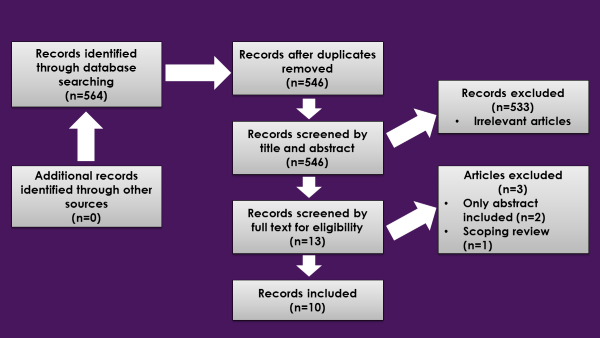 Records identified
through database
searching
(n=564)
Additional records
identified through other
sources
(n=0)
Records after duplicates
removed
(n=546)
Records screened by
title and abstract
(n=546)
Records excluded
(n=533)
• Irrelevant articles
Records screened by
full text for eligibility
(n=13)
Articles excluded
(n=3)
• Only abstract
included (n=2)
• Scoping review
(n=1)
Records included
(n=10)